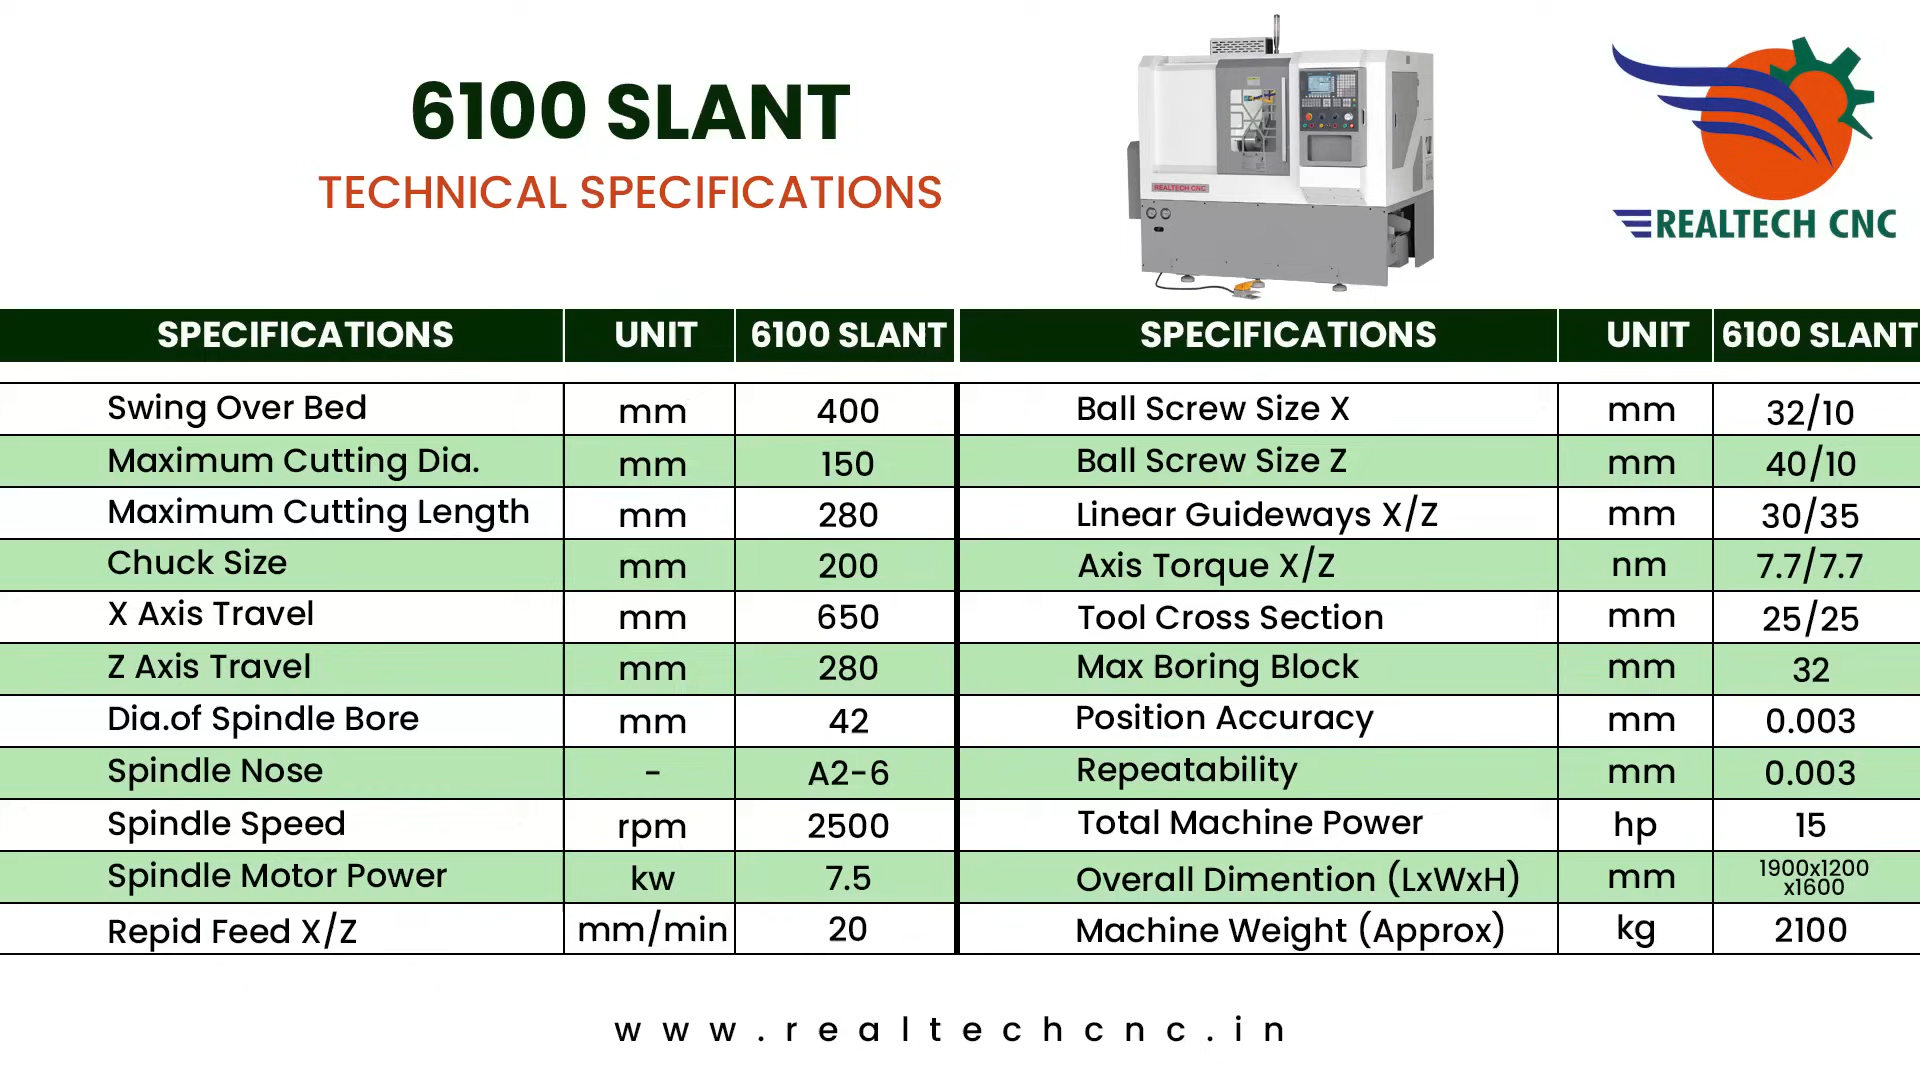 6100 SLANT
TECHNICAL SPECIFICATIONS
REALTECH CNC
REALTECH CNC
SPECIFICATIONS UNIT 6100 SLANT SPECIFICATIONS UNIT 6100 SLANT
Swing Over Bed mm 400 Ball Screw Size X mm 32/10
Maximum Cutting Dia. mm 150 Ball Screw Size Z mm 40/10
Maximum Cutting Length mm 280 Linear Guideways X/Z mm 30/35
Chuck Size mm 200 Axis Torque X/Z nm 7.7/7.7
X Axis Travel mm 650 Tool Cross Section mm 25/25
Z Axis Travel mm 280 Max Boring Block mm 32
Dia.of Spindle Bore mm 42 Position Accuracy mm 0.003
Spindle Nose - A2-6 Repeatability mm 0.003
Spindle Speed rpm 2500 Total Machine Power hp 15
Spindle Motor Power kw 7.5 Overall Dimention (LxWxH) mm 1900x1200
x1600
Repid Feed X/Z mm/min 20 Machine Weight (Approx) kg 2100
www.realtechcnc.in